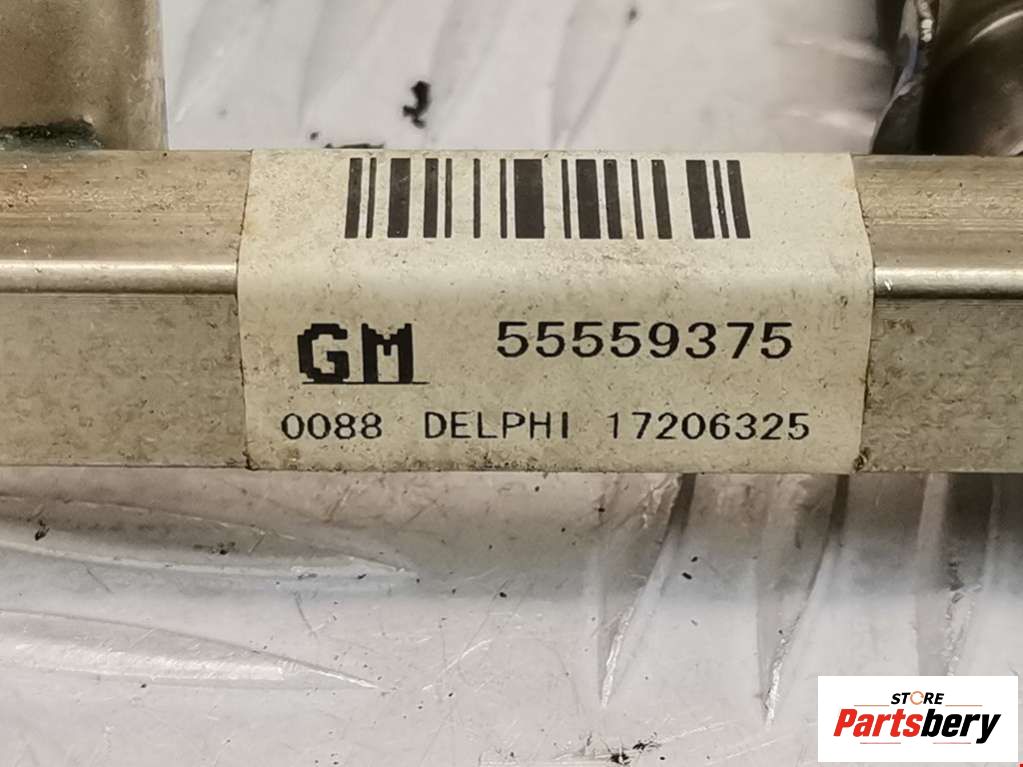 GM 55559375
0088 DELPHI 17206325
STORE
Partsbery